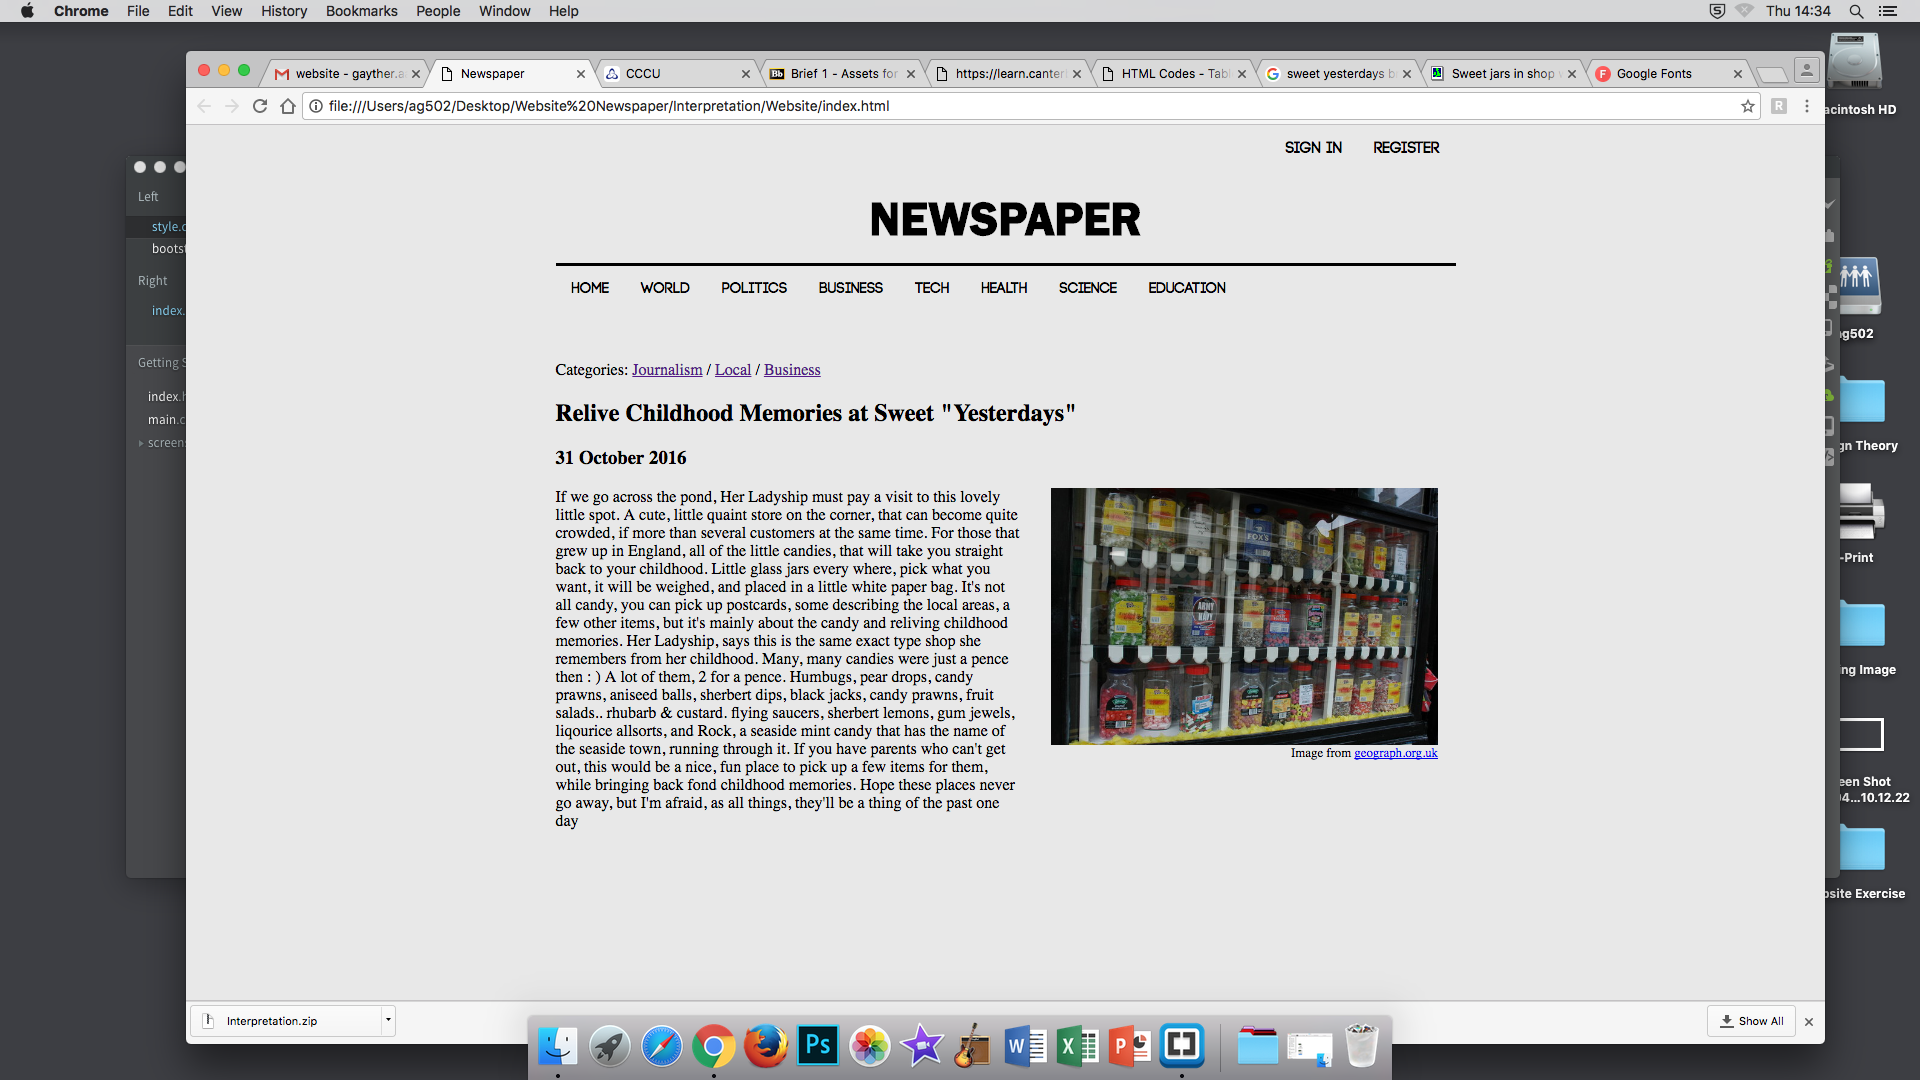 Chrome File Edit View History Bookmarks People Window Help Thu 14:34
website - gayther.a Newspaper CCCU Brief 1 - Assets for https://learn.canter HTML Codes - Tabl sweet yesterdays b Sweet jars in shop Google Fonts
file:///Users/ag502/Desktop/Website%20Newspaper/Interpretation/Website/index.html
acintosh HD
SIGN IN REGISTER
Left
style.c
boots
Right
index.
Getting S
index.h
main.c
screens
NEWSPAPER
HOME WORLD POLITICS BUSINESS TECH HEALTH SCIENCE EDUCATION
Categories: Journalism / Local / Business
Relive Childhood Memories at Sweet "Yesterdays"
31 October 2016
If we go across the pond, Her Ladyship must pay a visit to this lovely
little spot. A cute, little quaint store on the corner, that can become quite
crowded, if more than several customers at the same time. For those that
grew up in England, all of the little candies, that will take you straight
back to your childhood. Little glass jars every where, pick what you
want, it will be weighed, and placed in a little white paper bag. It's not
all candy, you can pick up postcards, some describing the local areas, a
few other items, but it's mainly about the candy and reliving childhood
memories. Her Ladyship, says this is the same exact type shop she
remembers from her childhood. Many, many candies were just a pence
then : ) A lot of them, 2 for a pence. Humbugs, pear drops, candy
prawns, aniseed balls, sherbert dips, black jacks, candy prawns, fruit
salads.. rhubarb & custard. flying saucers, sherbert lemons, gum jewels,
liqourice allsorts, and Rock, a seaside mint candy that has the name of
the seaside town, running through it. If you have parents who can't get
out, this would be a nice, fun place to pick up a few items for them,
while bringing back fond childhood memories. Hope these places never
go away, but I'm afraid, as all things, they'll be a thing of the past one
day
FOX'S
ARMY NAVY
Image from geograph.org.uk
ag502
gn Theory
-Print
ng Image
een Shot
04...10.12.22
bsite Exercise
Interpretation.zip
Show All